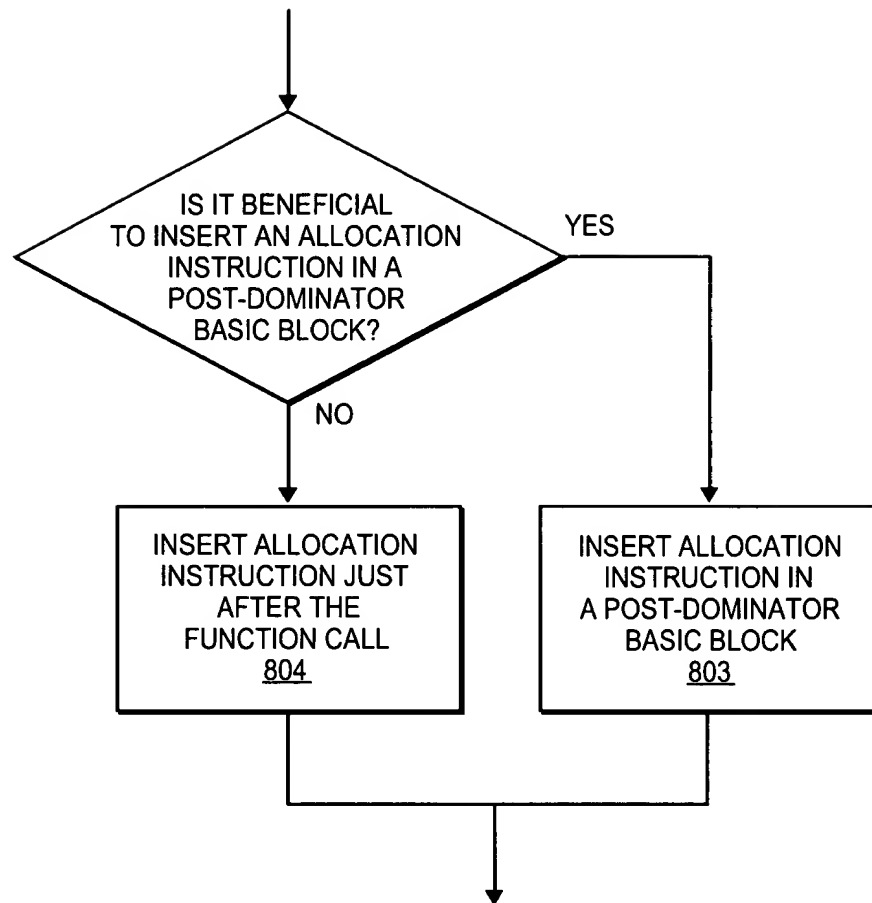 IS IT BENEFICIAL
TO INSERT AN ALLOCATION
INSTRUCTION IN A
POST-DOMINATOR
BASIC BLOCK?
YES
NO
INSERT ALLOCATION
INSTRUCTION JUST
AFTER THE
FUNCTION CALL
804
INSERT ALLOCATION
INSTRUCTION IN
A POST-DOMINATOR
BASIC BLOCK
803